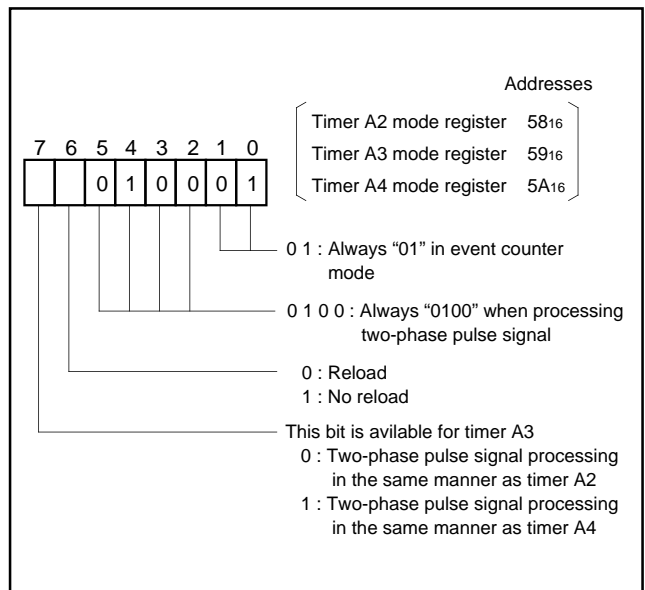 Addresses
Timer A2 mode register 5816
Timer A3 mode register 5916
Timer A4 mode register 5A16
7 6 5 4 3 2 1 0
0 1 0 0 0 1
0 1 : Always “01” in event counter
mode
0 1 0 0 : Always “0100” when processing
two-phase pulse signal
0 : Reload
1 : No reload
This bit is avilable for timer A3
0 : Two-phase pulse signal processing
in the same manner as timer A2
1 : Two-phase pulse signal processing
in the same manner as timer A4